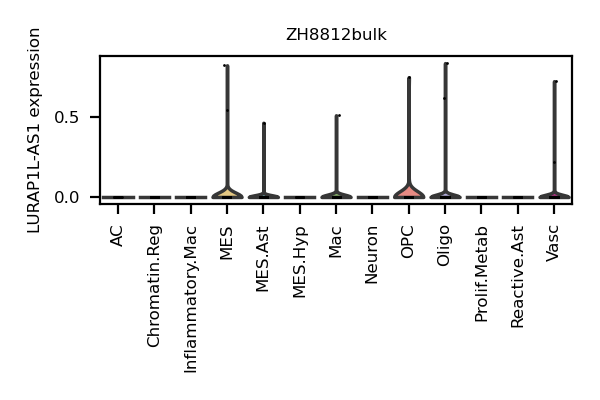 ZH8812bulk
LURAP1L-AS1 expression
0.5
0.0
AC
Chromatin.Reg
Inflammatory.Mac
MES
MES.Ast
MES.Hyp
Mac
Neuron
OPC
Oligo
Prolif.Metab
Reactive.Ast
Vasc